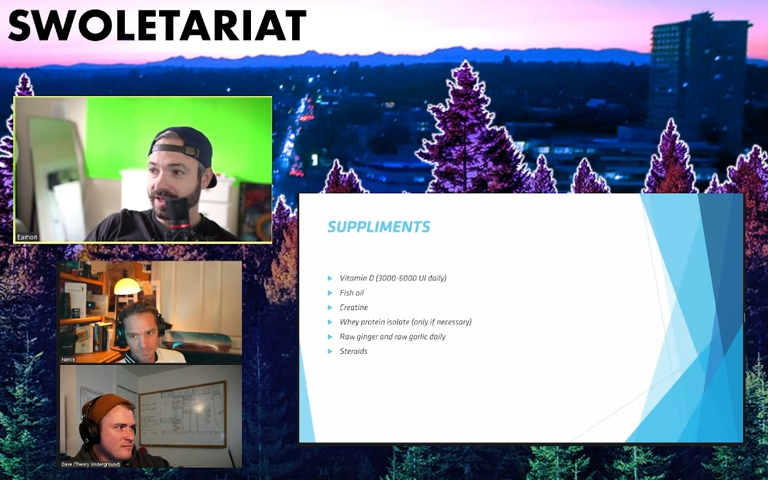 SWOLETARIAT
Eamon
SUPPLIMENTS
Vitamin D (3000-6000 UI daily)
Fish oil
Creatine
Whey protein isolate (only if necessary)
Raw ginger and raw garlic daily
Steroids
Dave (Theory Underground)